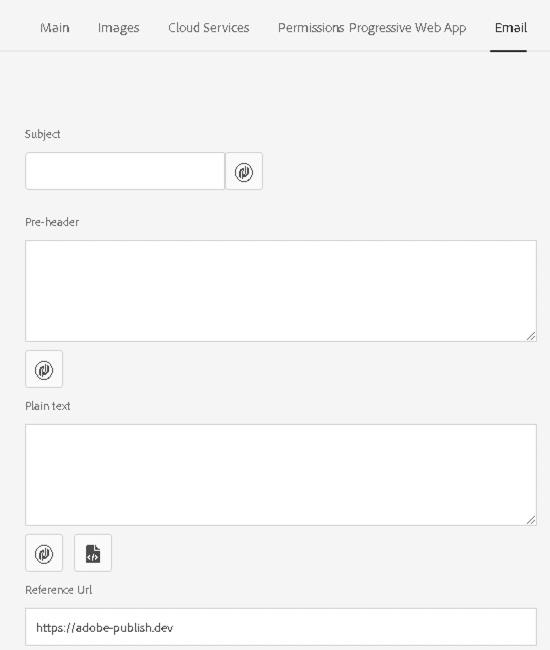 Main Images Cloud Services Permissions Progressive Web App Email
Subject
Pre-header
Plain text
Reference Url
https://adobe-publish.dev